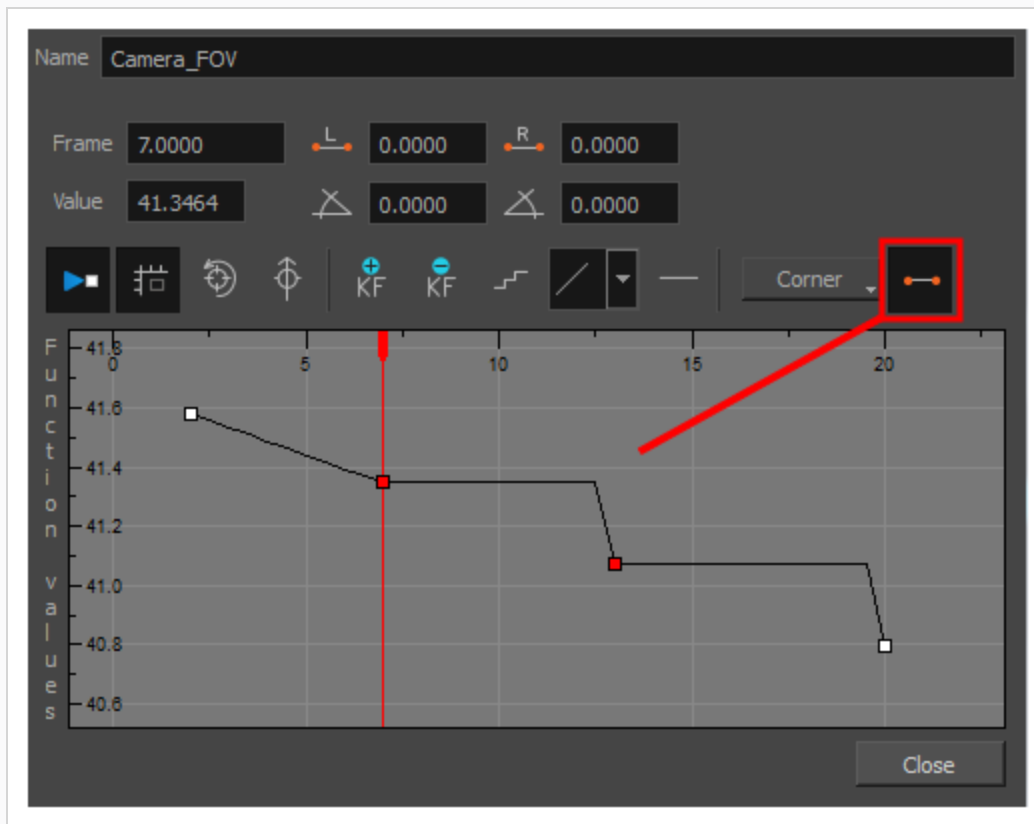 Name Camera_FOV
Frame 7.0000 L 0.0000 R 0.0000
Value 41.3464 0.0000 0.0000
KF KF Corner
Function values
41.8
0 5 10 15 20
41.6
41.4
41.2
41.0
40.8
40.6
Close